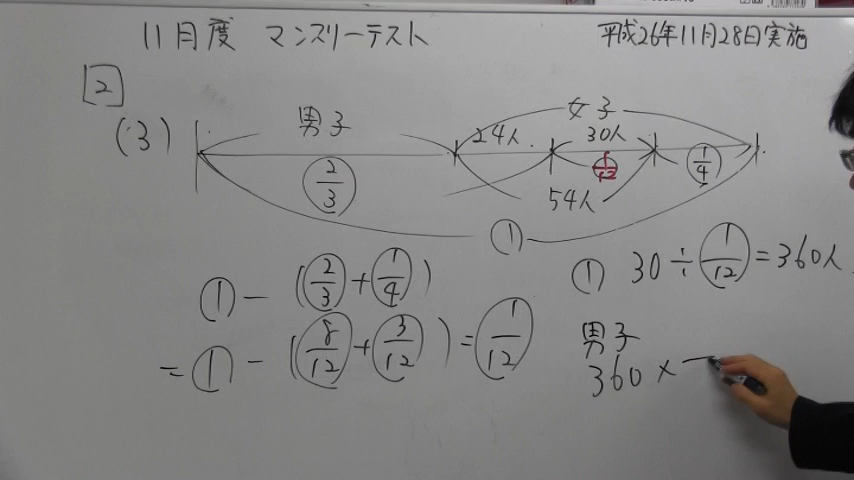 11月度 マンスリーテスト 平成26年11月28日実施
2
(3) 男子 女子
24人 30人
2/3 1/12 1/4
54人
①
① - (2/3 + 1/4)
= ① - (8/12 + 3/12) = 1/12
① 30 ÷ 1/12 = 360人
男子
360 ×